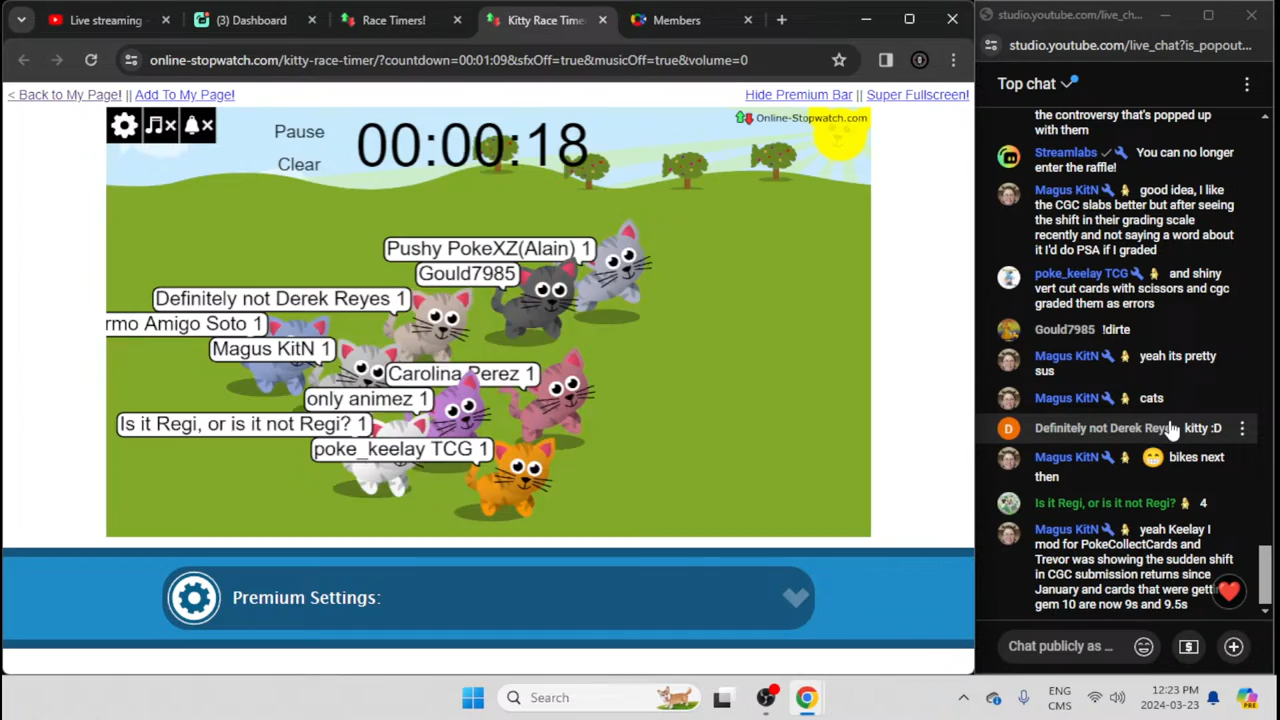 Live streaming
(3) Dashboard
Race Timers!
Kitty Race Time
Members
studio.youtube.com/live_ch...
online-stopwatch.com/kitty-race-timer/?countdown=00:01:09&sfxOff=true&musicOff=true&volume=0
studio.youtube.com/live_chat?is_popout...
< Back to My Page! || Add To My Page!
Hide Premium Bar || Super Fullscreen!
Pause
Clear
00:00:18
Online-Stopwatch.com
Pushy PokeXZ(Alain) 1
Gould7985
Definitely not Derek Reyes 1
rmo Amigo Soto 1
Magus KitN 1
Carolina Perez 1
only animez 1
Is it Regi, or is it not Regi? 1
poke_keelay TCG 1
Premium Settings:
Top chat
the controversy that's popped up
with them
Streamlabs You can no longer
enter the raffle!
Magus KitN good idea, I like
the CGC slabs better but after seeing
the shift in their grading scale
recently and not saying a word about
it I'd do PSA if I graded
poke_keelay TCG and shiny
vert cut cards with scissors and cgc
graded them as errors
Gould7985 !dirte
Magus KitN yeah its pretty
sus
Magus KitN cats
D Definitely not Derek Reye kitty :D
Magus KitN bikes next
then
Is it Regi, or is it not Regi? 4
Magus KitN yeah Keelay I
mod for PokeCollectCards and
Trevor was showing the sudden shift
in CGC submission returns since
January and cards that were getti
gem 10 are now 9s and 9.5s
Chat publicly as ...
Search
ENG
CMS
12:23 PM
2024-03-23
PRE